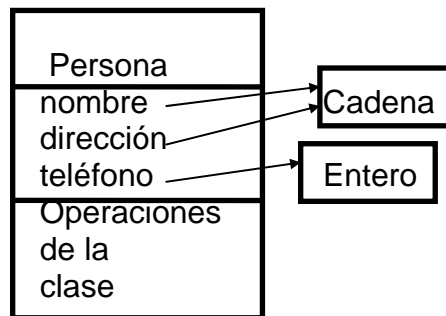 Persona
nombre
dirección
teléfono
Operaciones
de la
clase
Cadena
Entero